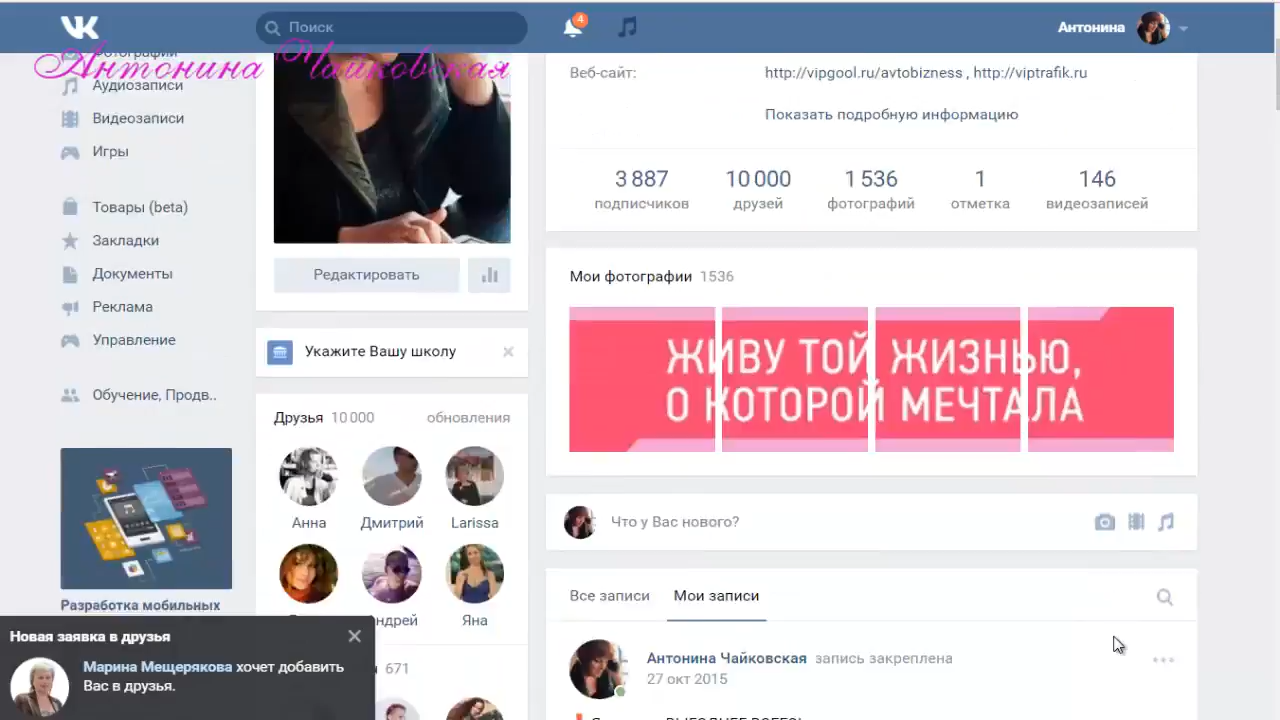 Поиск
4
Антонина
Антонина Чайковская
Фотографии
Аудиозаписи
Видеозаписи
Игры
Товары (beta)
Закладки
Документы
Реклама
Управление
Обучение, Продв..
Разработка мобильных
Новая заявка в друзья
Марина Мещерякова хочет добавить
Вас в друзья.
Редактировать
Укажите Вашу школу
Друзья 10 000 обновления
Анна Дмитрий Larissa
ндрей Яна
671
Веб-сайт: http://vipgool.ru/avtobizness , http://viptrafik.ru
Показать подробную информацию
3 887 10 000 1 536 1 146
подписчиков друзей фотографий отметка видеозаписей
Мои фотографии 1536
ЖИВУ ТОЙ ЖИЗНЬЮ,
О КОТОРОЙ МЕЧТАЛА
Что у Вас нового?
Все записи Мои записи
Антонина Чайковская запись закреплена
27 окт 2015